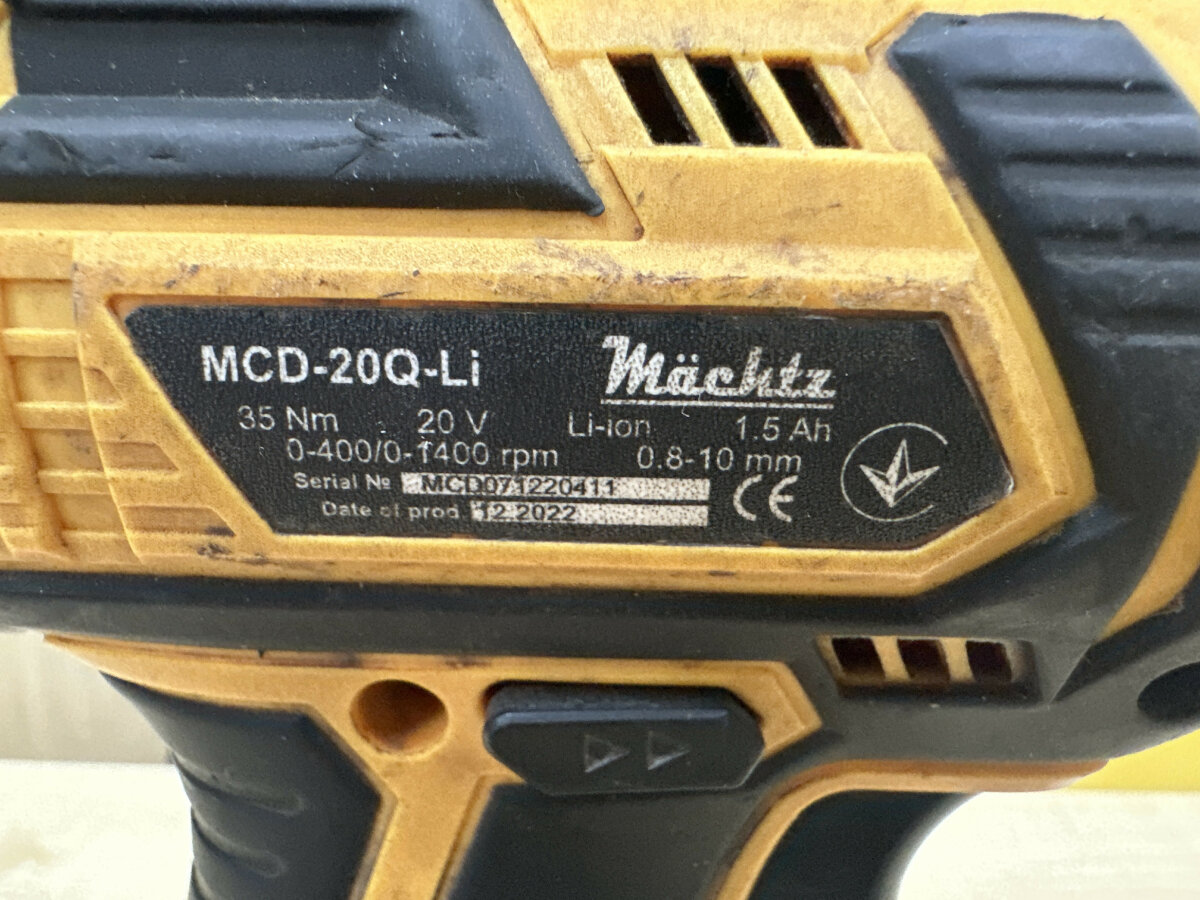 MCD-20Q-Li Mächtz
35 Nm 20 V Li-ion 1.5 Ah
0-400/0-1400 rpm 0.8-10 mm
Serial № MCD071220411
Date of prod. 12.2022 CE